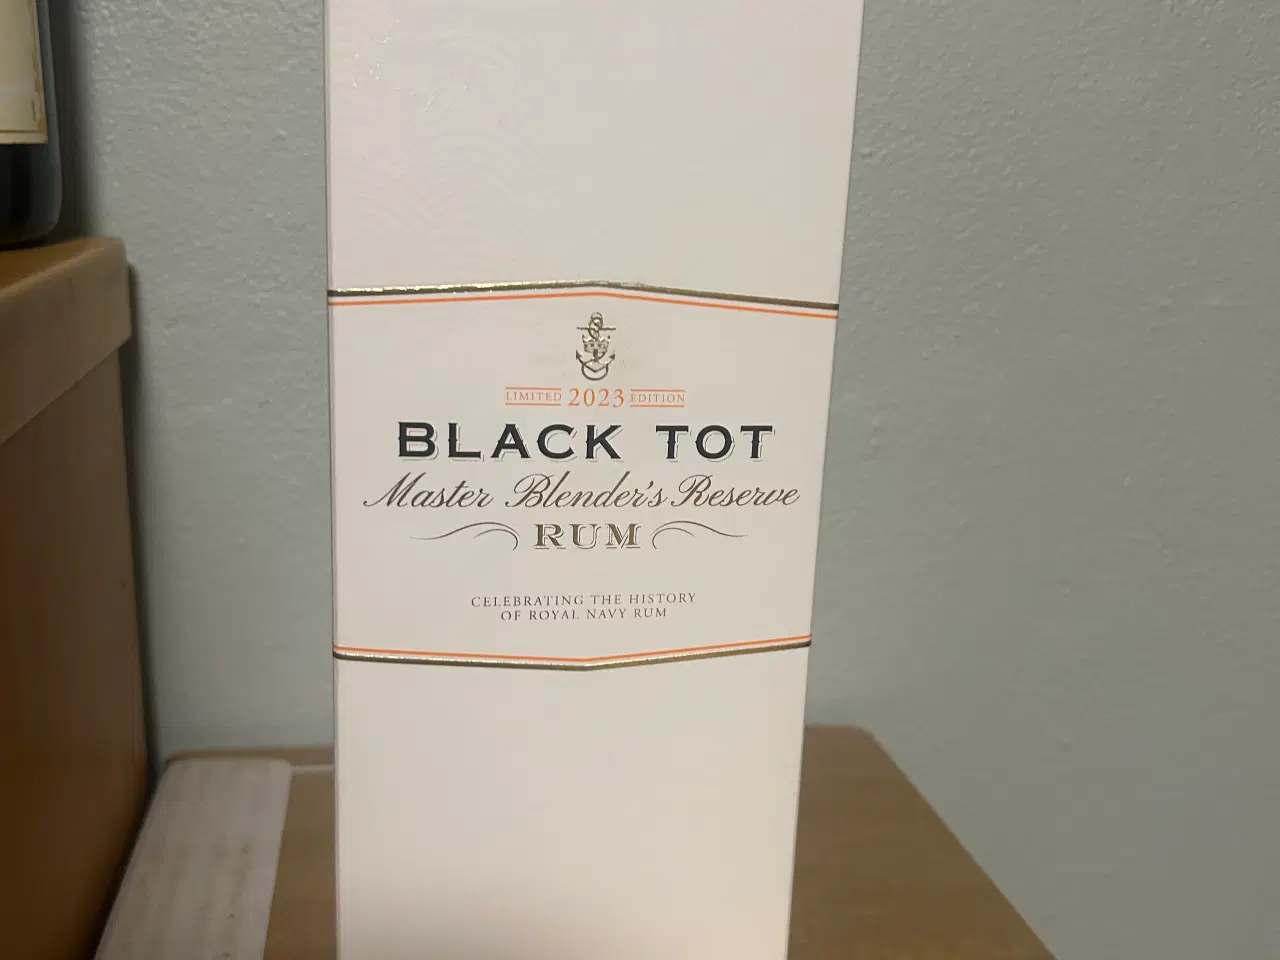 LIMITED 2023 EDITION
BLACK TOT
Master Blender's Reserve
RUM
CELEBRATING THE HISTORY
OF ROYAL NAVY RUM